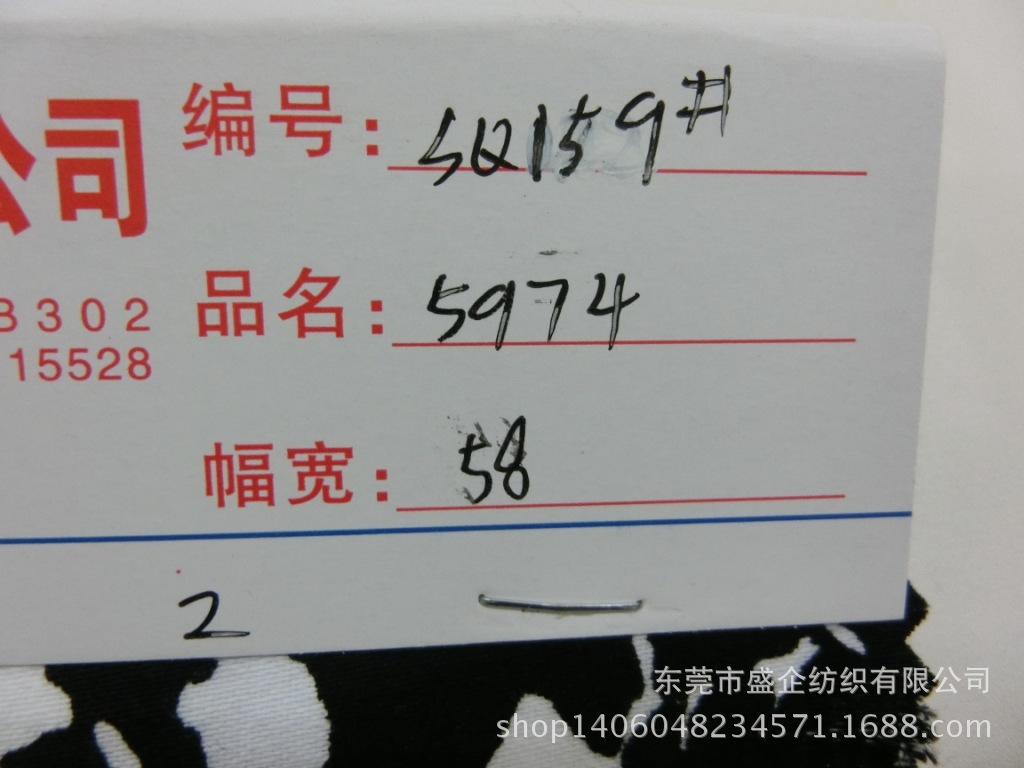 公司
编号: SQ159#
品名: 5974
B302
15528
幅宽: 58
2
东莞市盛企纺织有限公司
shop1406048234571.1688.com